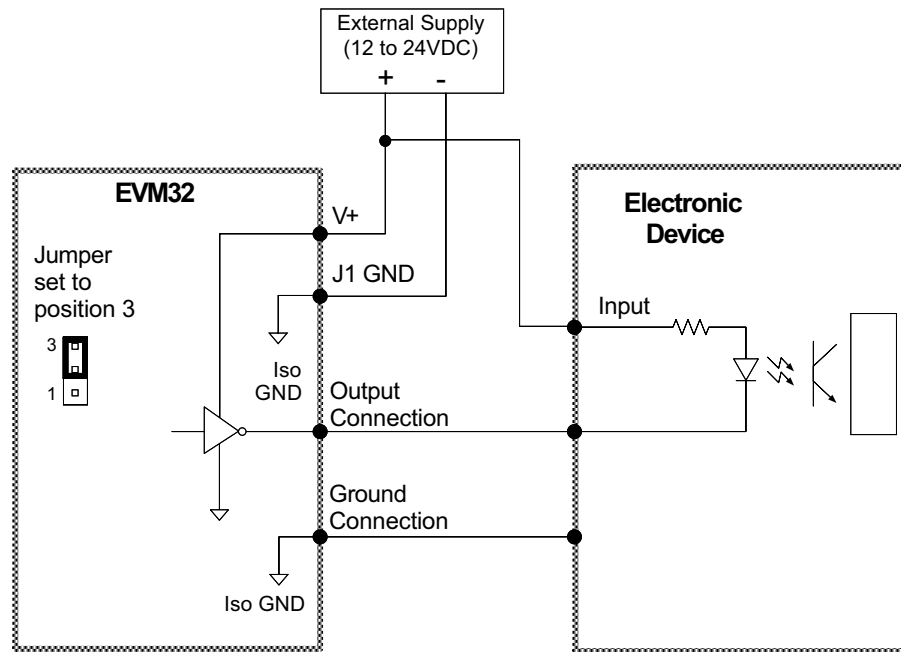 External Supply
(12 to 24VDC)
+ -
EVM32
V+
Jumper
set to
position 3
3
1
J1 GND
Iso
GND
Output
Connection
Ground
Connection
Iso GND
Electronic
Device
Input